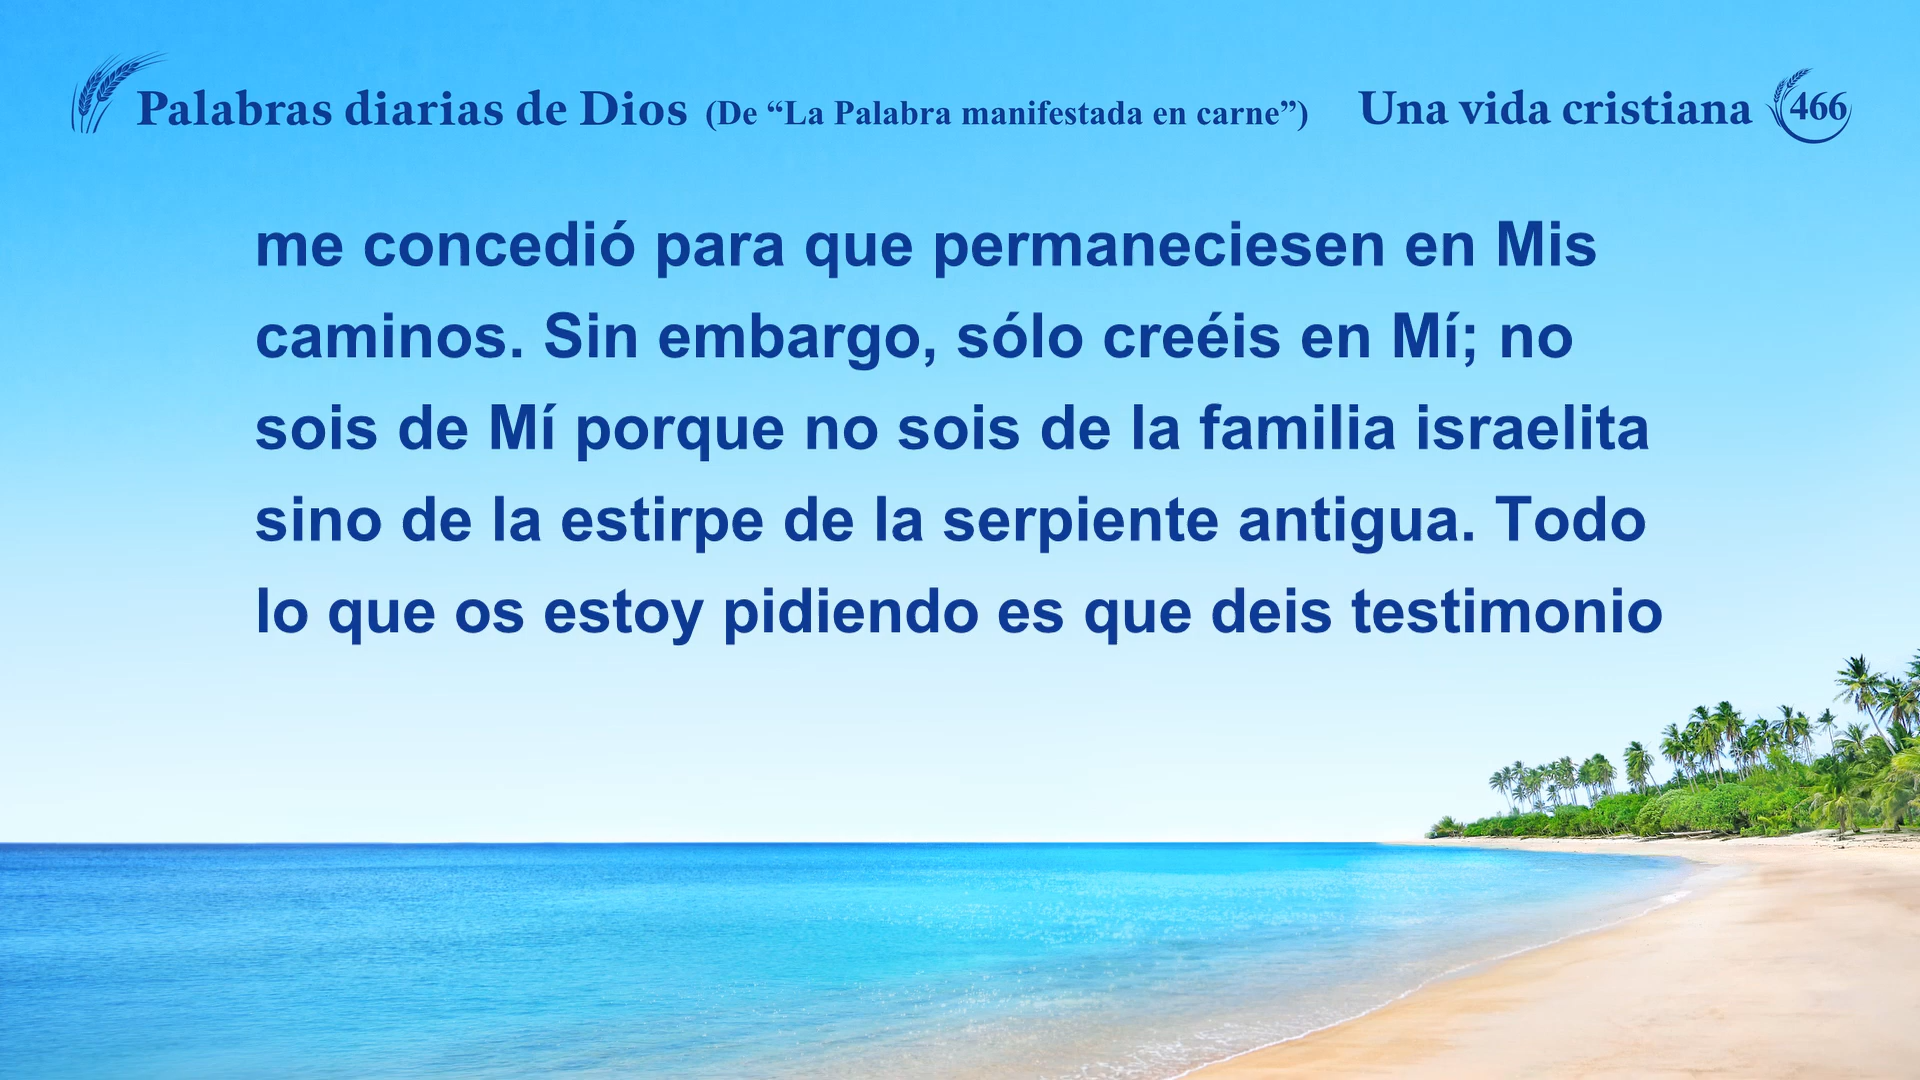 Palabras diarias de Dios (De “La Palabra manifestada en carne”) Una vida cristiana 466
me concedió para que permaneciesen en Mis
caminos. Sin embargo, sólo creéis en Mí; no
sois de Mí porque no sois de la familia israelita
sino de la estirpe de la serpiente antigua. Todo
lo que os estoy pidiendo es que deis testimonio